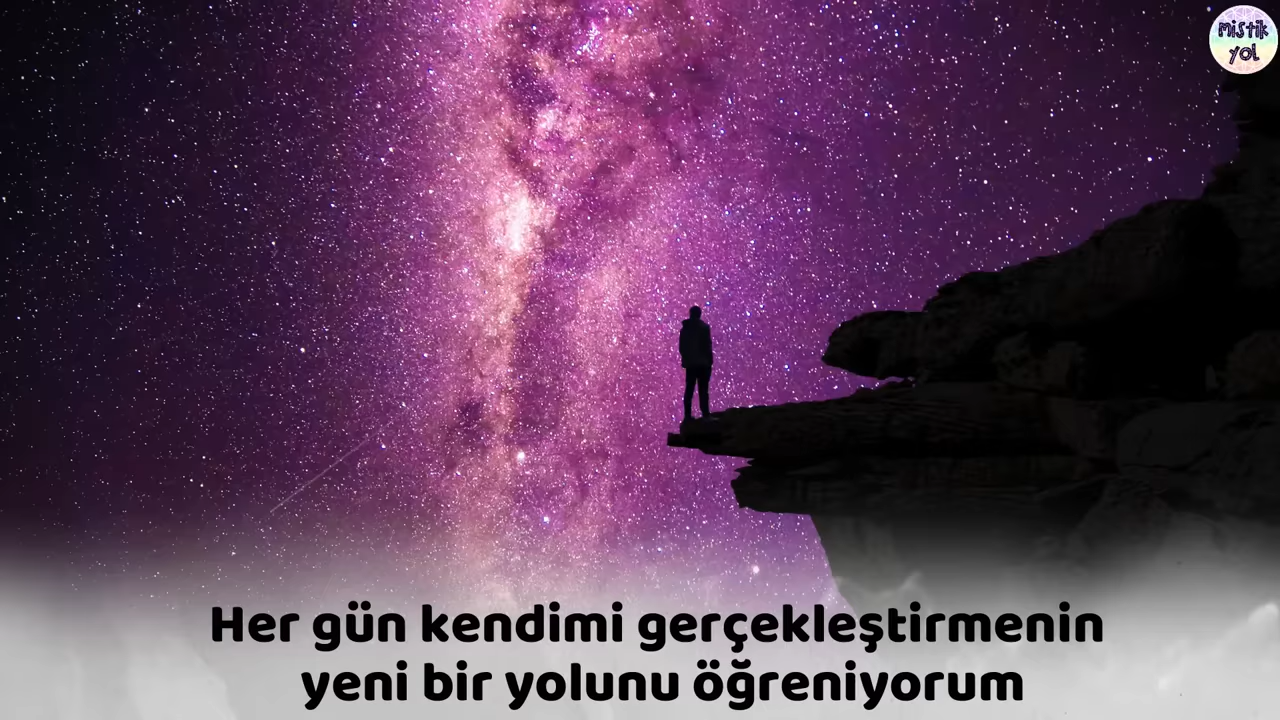 mistik
yol
Her gün kendimi gerçekleştirmenin
yeni bir yolunu öğreniyorum